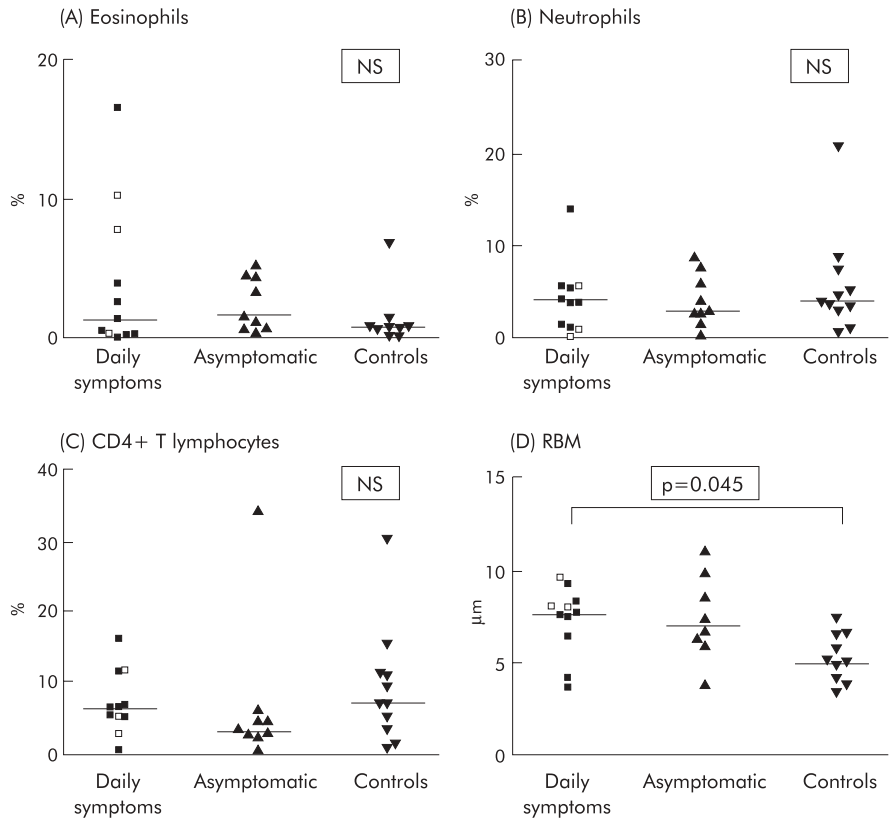 (A) Eosinophils
NS
20
10
0
%
Daily
symptoms
Asymptomatic
Controls
(B) Neutrophils
NS
30
20
10
0
%
Daily
symptoms
Asymptomatic
Controls
(C) CD4+ T lymphocytes
NS
40
30
20
10
0
%
Daily
symptoms
Asymptomatic
Controls
(D) RBM
p=0.045
15
10
5
0
μm
Daily
symptoms
Asymptomatic
Controls